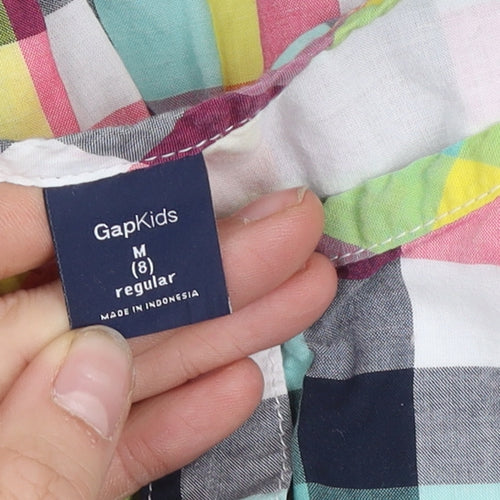 GapKids
M
(8)
regular
MADE IN INDONESIA